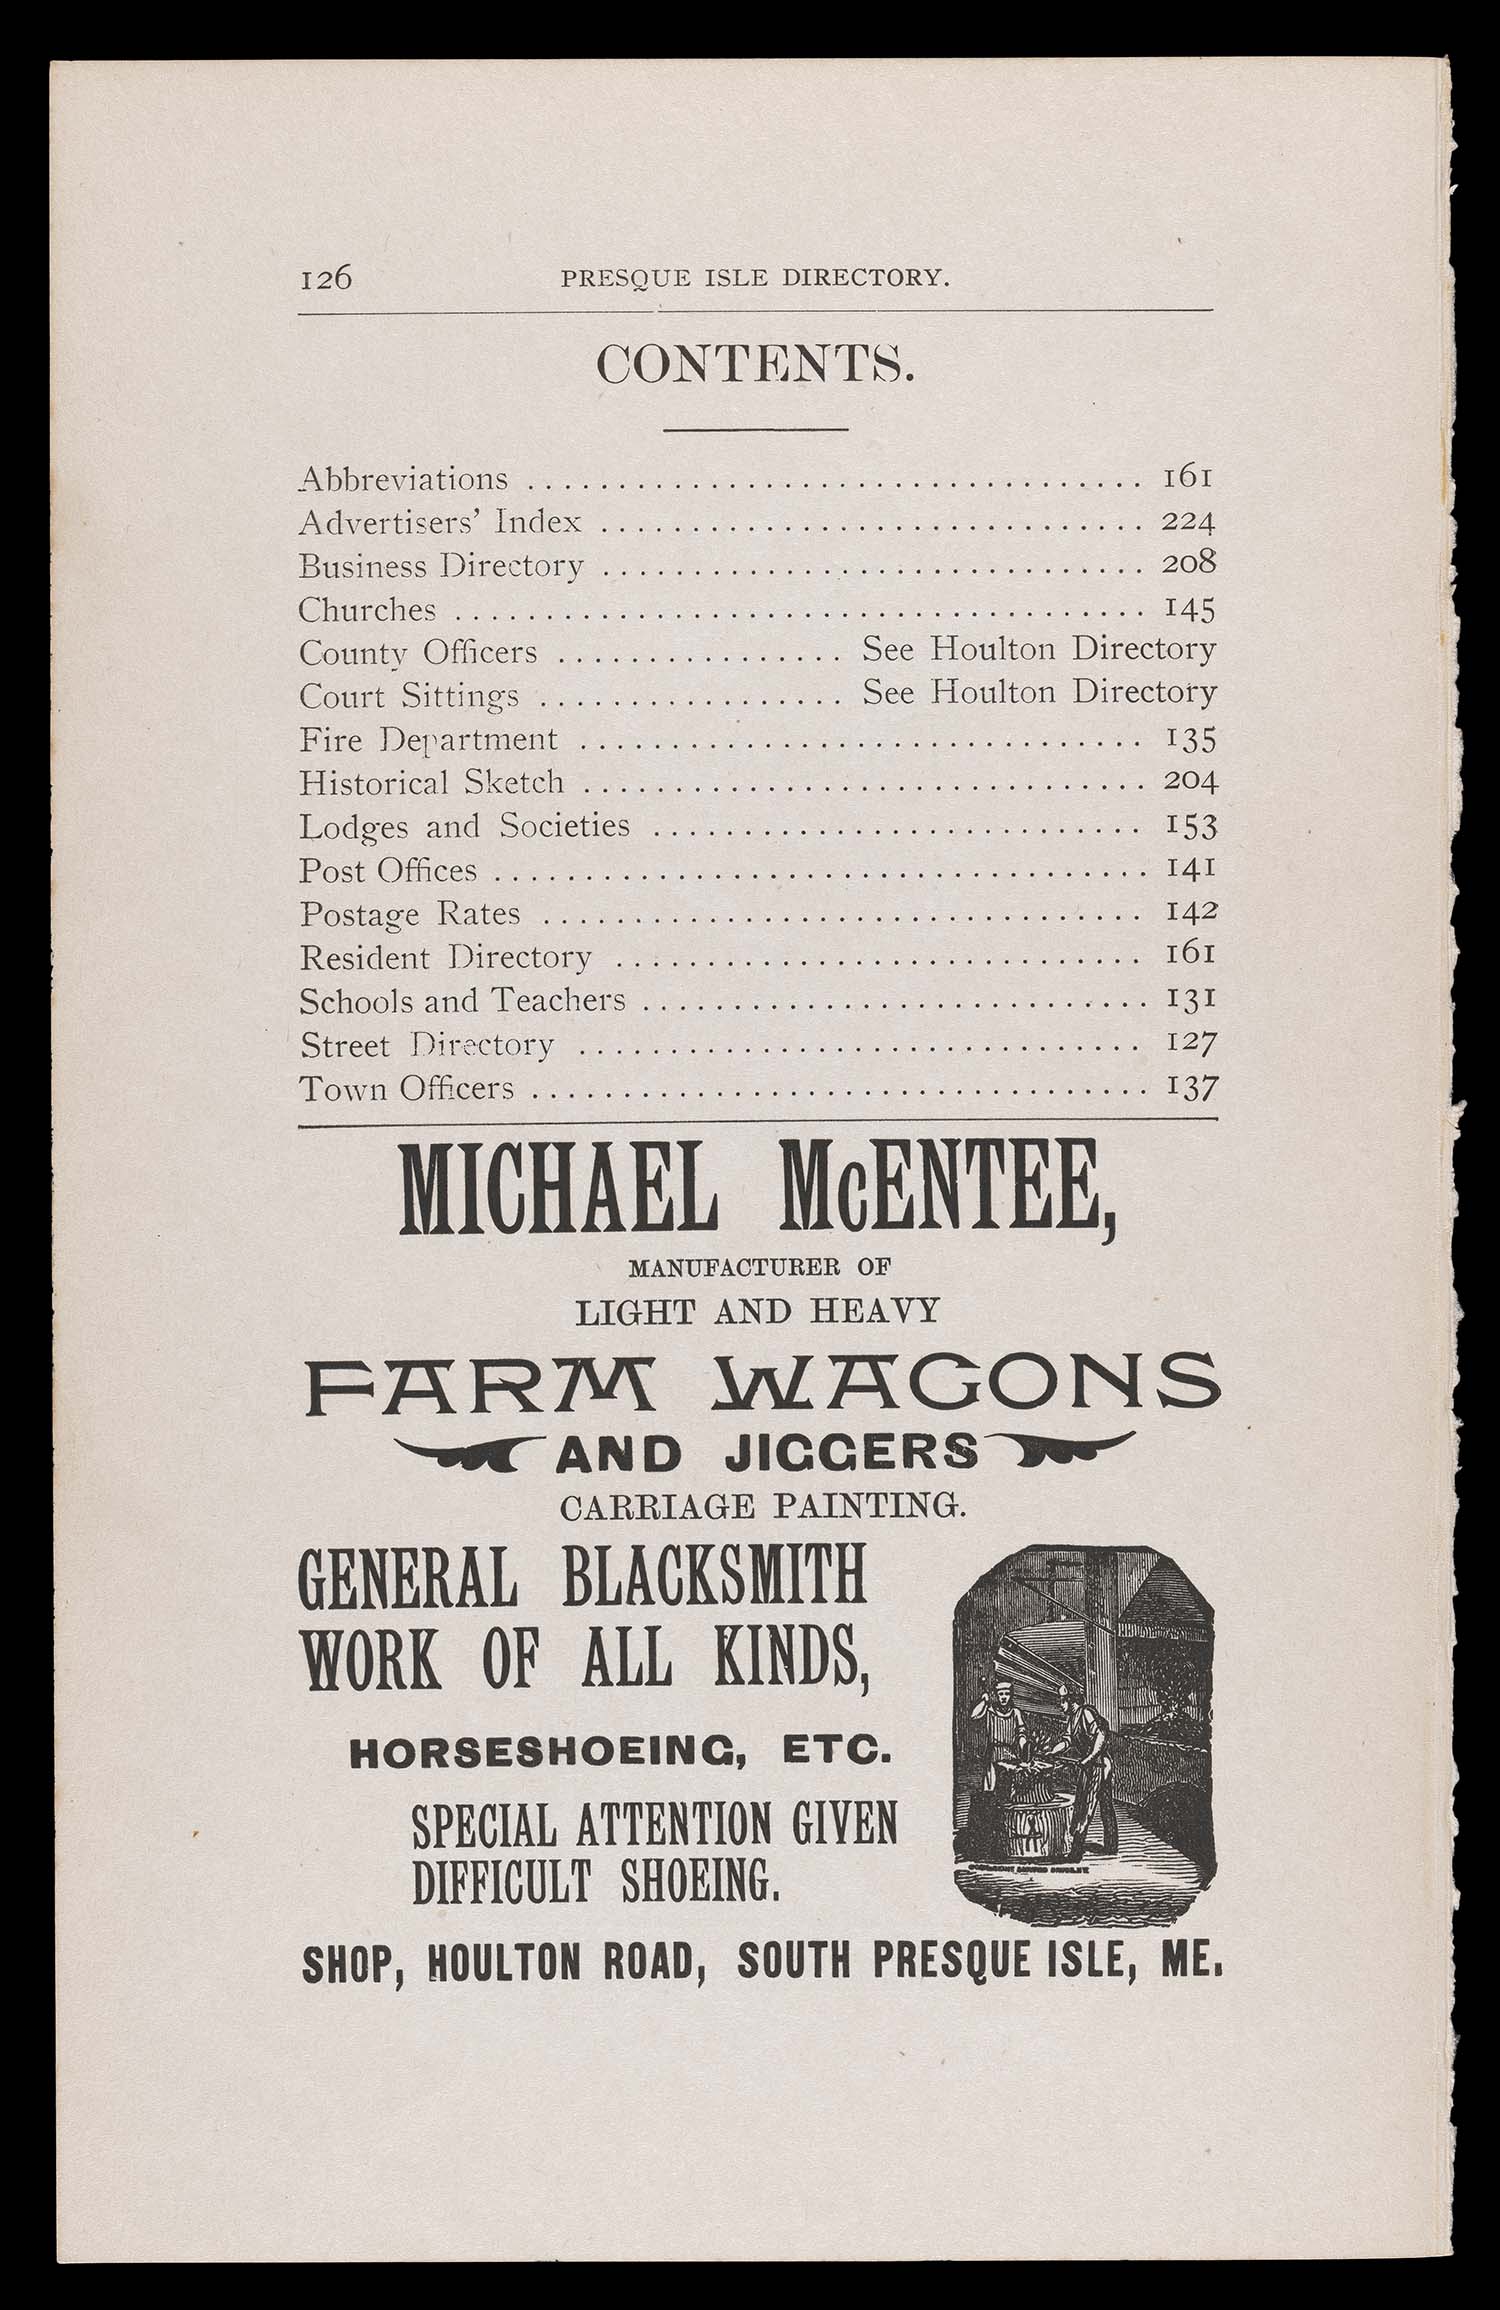 126 PRESQUE ISLE DIRECTORY.
CONTENTS.
Abbreviations . . . . . . . . . . . . . . . . . . . . . . . . . . . . . . . . . . 161
Advertisers' Index . . . . . . . . . . . . . . . . . . . . . . . . . . . . . . 224
Business Directory . . . . . . . . . . . . . . . . . . . . . . . . . . . . . . 208
Churches . . . . . . . . . . . . . . . . . . . . . . . . . . . . . . . . . . . . . . 145
County Officers . . . . . . . . . . . . . . . . See Houlton Directory
Court Sittings . . . . . . . . . . . . . . . . . See Houlton Directory
Fire Department . . . . . . . . . . . . . . . . . . . . . . . . . . . . . . . 135
Historical Sketch . . . . . . . . . . . . . . . . . . . . . . . . . . . . . . . 204
Lodges and Societies . . . . . . . . . . . . . . . . . . . . . . . . . . . 153
Post Offices . . . . . . . . . . . . . . . . . . . . . . . . . . . . . . . . . . . . 141
Postage Rates . . . . . . . . . . . . . . . . . . . . . . . . . . . . . . . . . 142
Resident Directory . . . . . . . . . . . . . . . . . . . . . . . . . . . . . 161
Schools and Teachers . . . . . . . . . . . . . . . . . . . . . . . . . . . . 131
Street Directory . . . . . . . . . . . . . . . . . . . . . . . . . . . . . . . 127
Town Officers . . . . . . . . . . . . . . . . . . . . . . . . . . . . . . . . . . 137
MICHAEL McENTEE,
MANUFACTURER OF
LIGHT AND HEAVY
FARM WAGONS
AND JIGGERS
CARRIAGE PAINTING.
GENERAL BLACKSMITH
WORK OF ALL KINDS,
HORSESHOEING, ETC.
SPECIAL ATTENTION GIVEN
DIFFICULT SHOEING.
SHOP, HOULTON ROAD, SOUTH PRESQUE ISLE, ME.